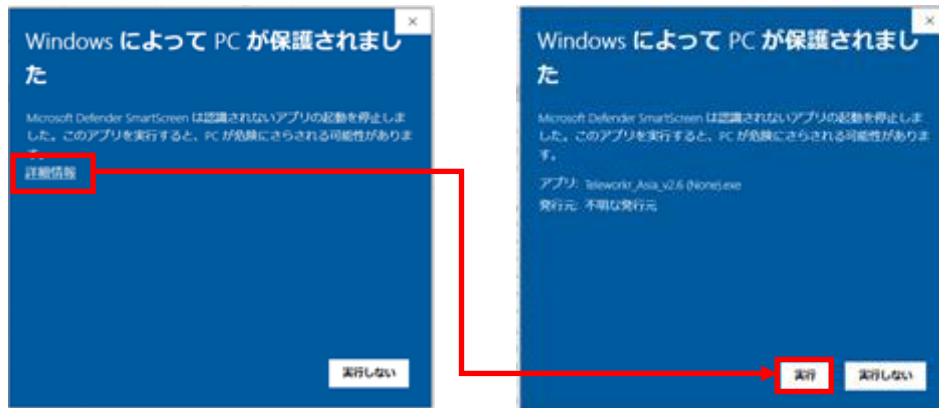 Windows によって PC が保護されまし
た
Microsoft Defender SmartScreen は認識されないアプリの起動を停止しま
した。このアプリを実行すると、PC が危険にさらされる可能性がありま
す。
詳細情報
実行しない
Windows によって PC が保護されまし
た
Microsoft Defender SmartScreen は認識されないアプリの起動を停止しま
した。このアプリを実行すると、PC が危険にさらされる可能性がありま
す。
アプリ: Teleworkr_Asia_v2.6 (None).exe
発行元: 不明な発行元
実行
実行しない